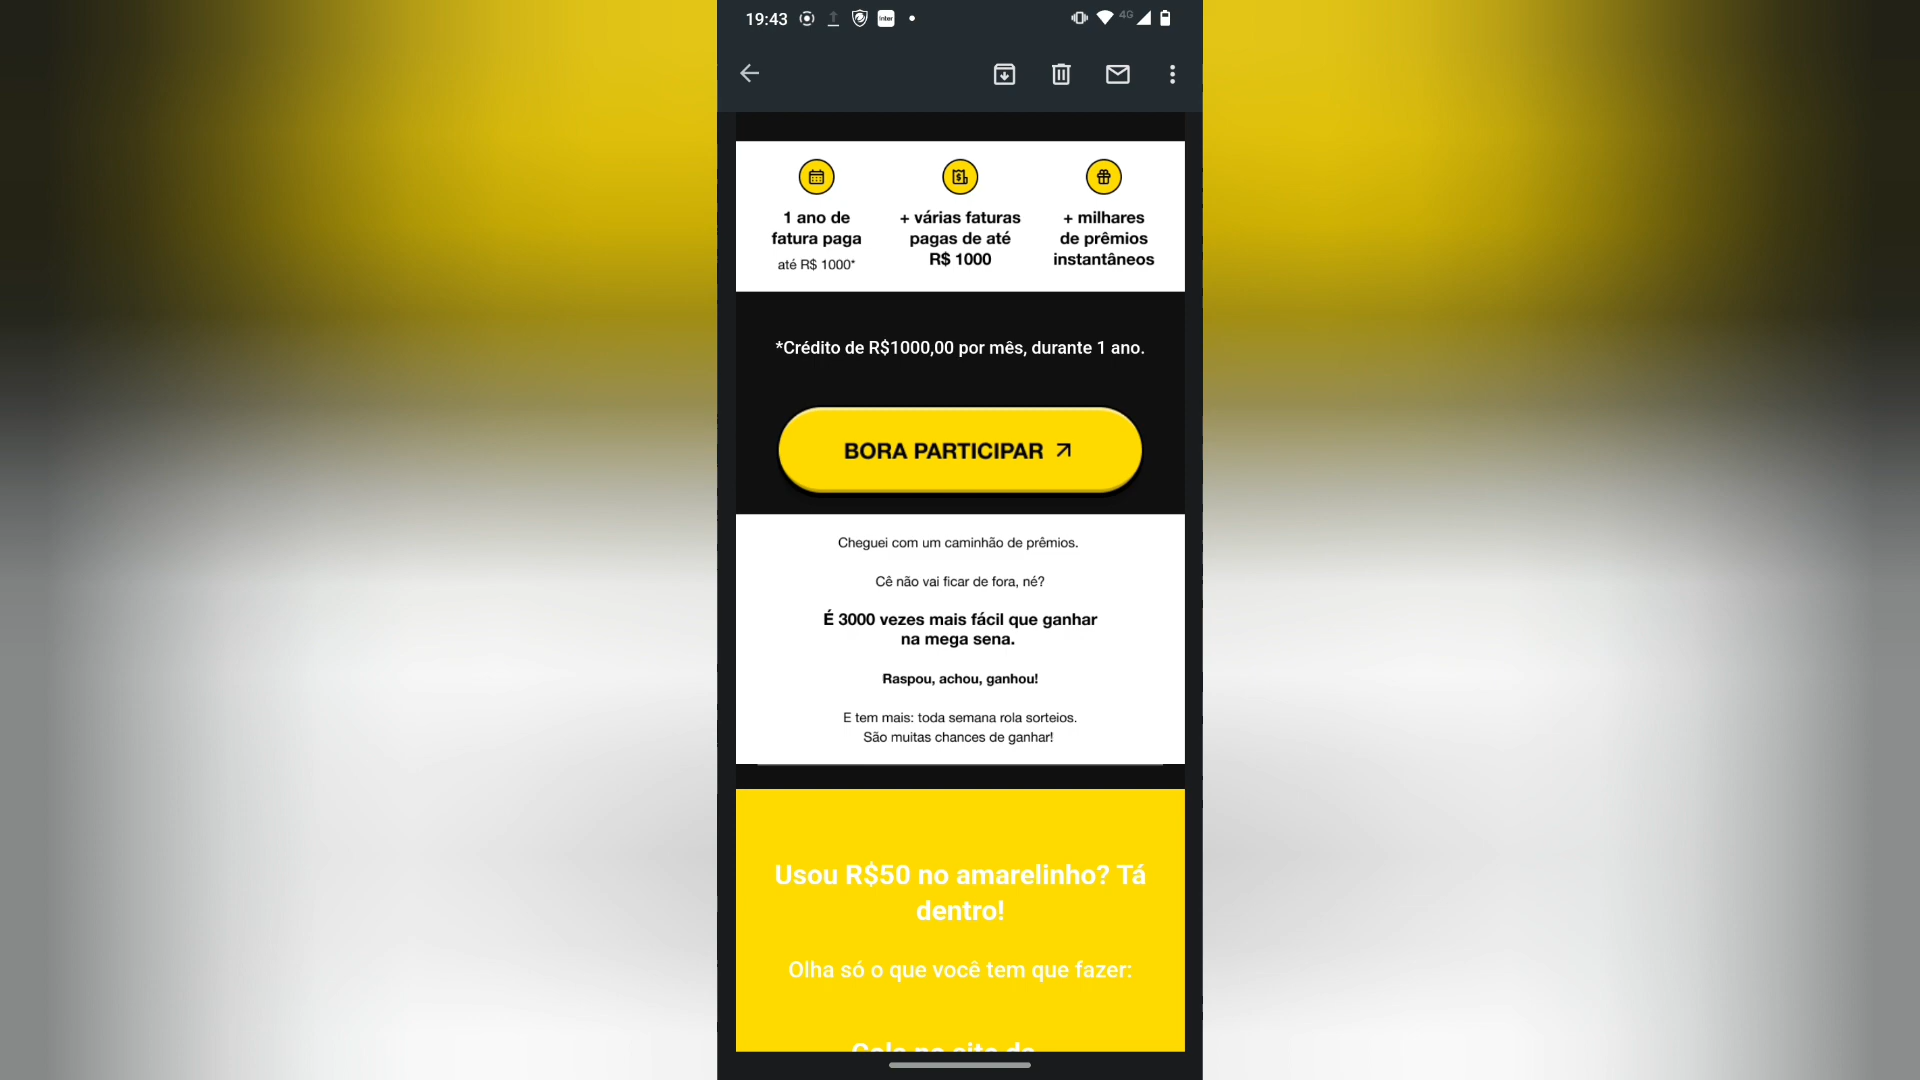 19:43
inter
4G
1 ano de
fatura paga
até R$ 1000*
+ várias faturas
pagas de até
R$ 1000
+ milhares
de prêmios
instantâneos
*Crédito de R$1000,00 por mês, durante 1 ano.
BORA PARTICIPAR
Cheguei com um caminhão de prêmios.
Cê não vai ficar de fora, né?
É 3000 vezes mais fácil que ganhar
na mega sena.
Raspou, achou, ganhou!
E tem mais: toda semana rola sorteios.
São muitas chances de ganhar!
Usou R$50 no amarelinho? Tá
dentro!
Olha só o que você tem que fazer: